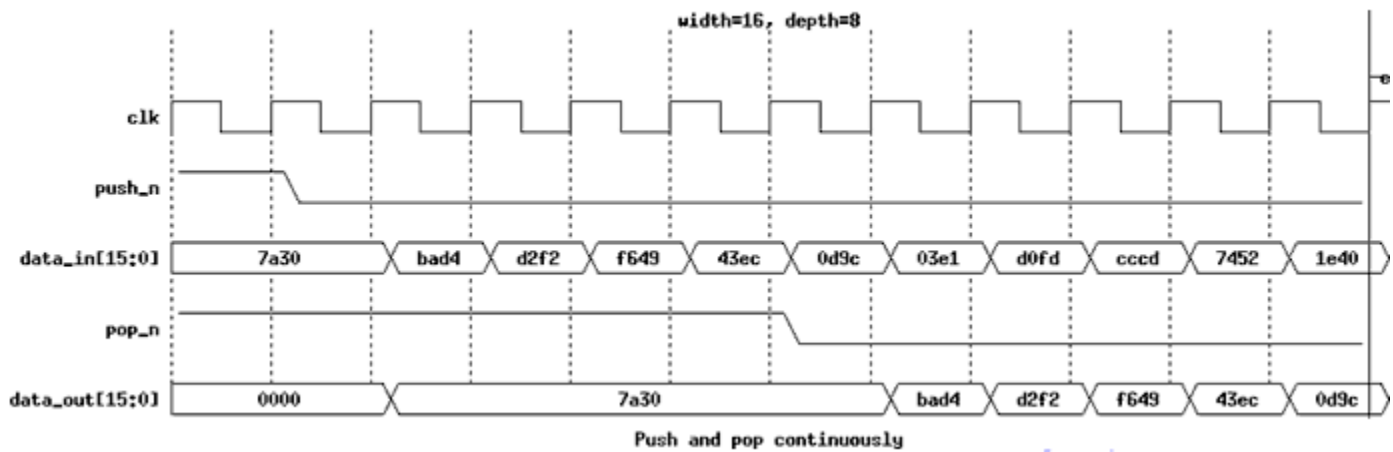 width=16, depth=8
clk
push_n
data_in[15:0] 7a30 bad4 d2f2 f649 43ec 0d9c 03e1 d0fd cccd 7452 1e40
pop_n
data_out[15:0] 0000 7a30 bad4 d2f2 f649 43ec 0d9c
Push and pop continuously